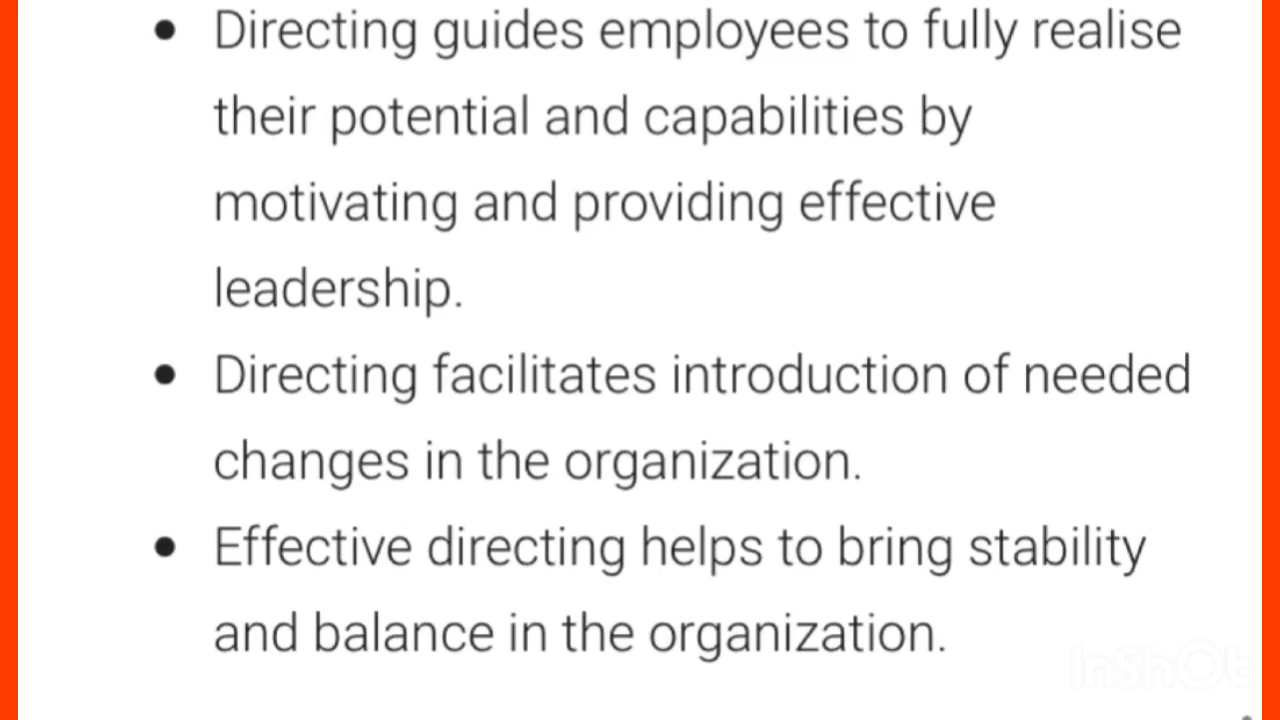 • Directing guides employees to fully realise
their potential and capabilities by
motivating and providing effective
leadership.
• Directing facilitates introduction of needed
changes in the organization.
• Effective directing helps to bring stability
and balance in the organization.
InShOt